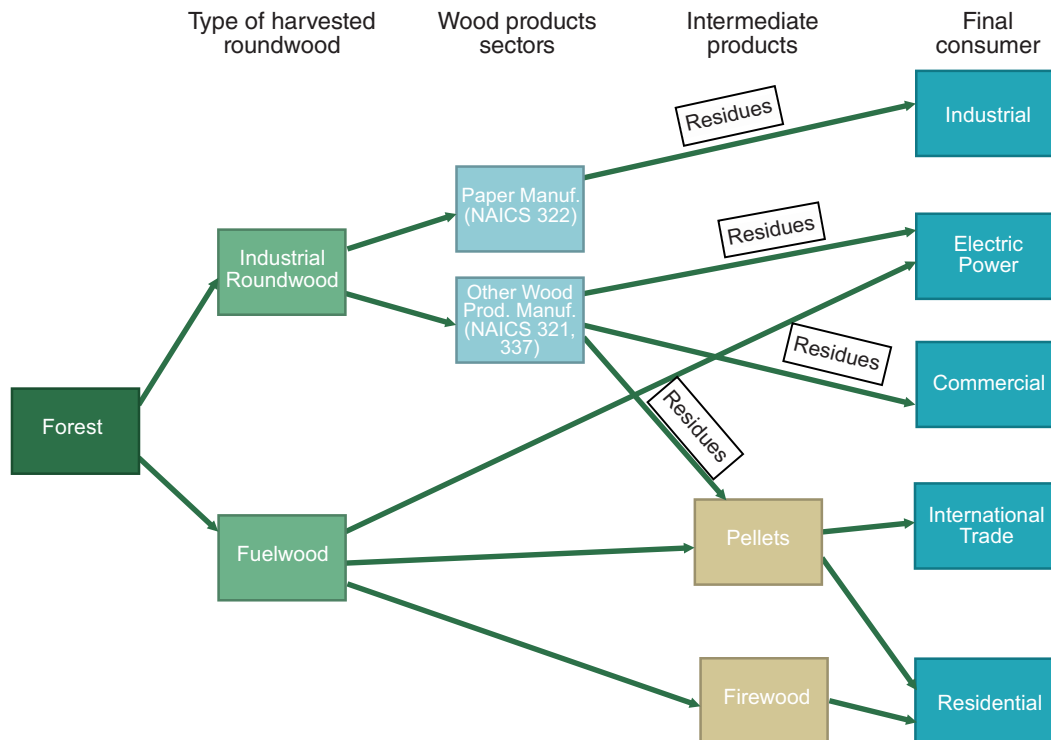 Type of harvested
roundwood
Wood products
sectors
Intermediate
products
Final
consumer
Residues
Industrial
Paper Manuf.
(NAICS 322)
Residues
Electric
Power
Industrial
Roundwood
Other Wood
Prod. Manuf.
(NAICS 321,
337)
Residues
Commercial
Residues
Forest
Fuelwood
Pellets
International
Trade
Firewood
Residential